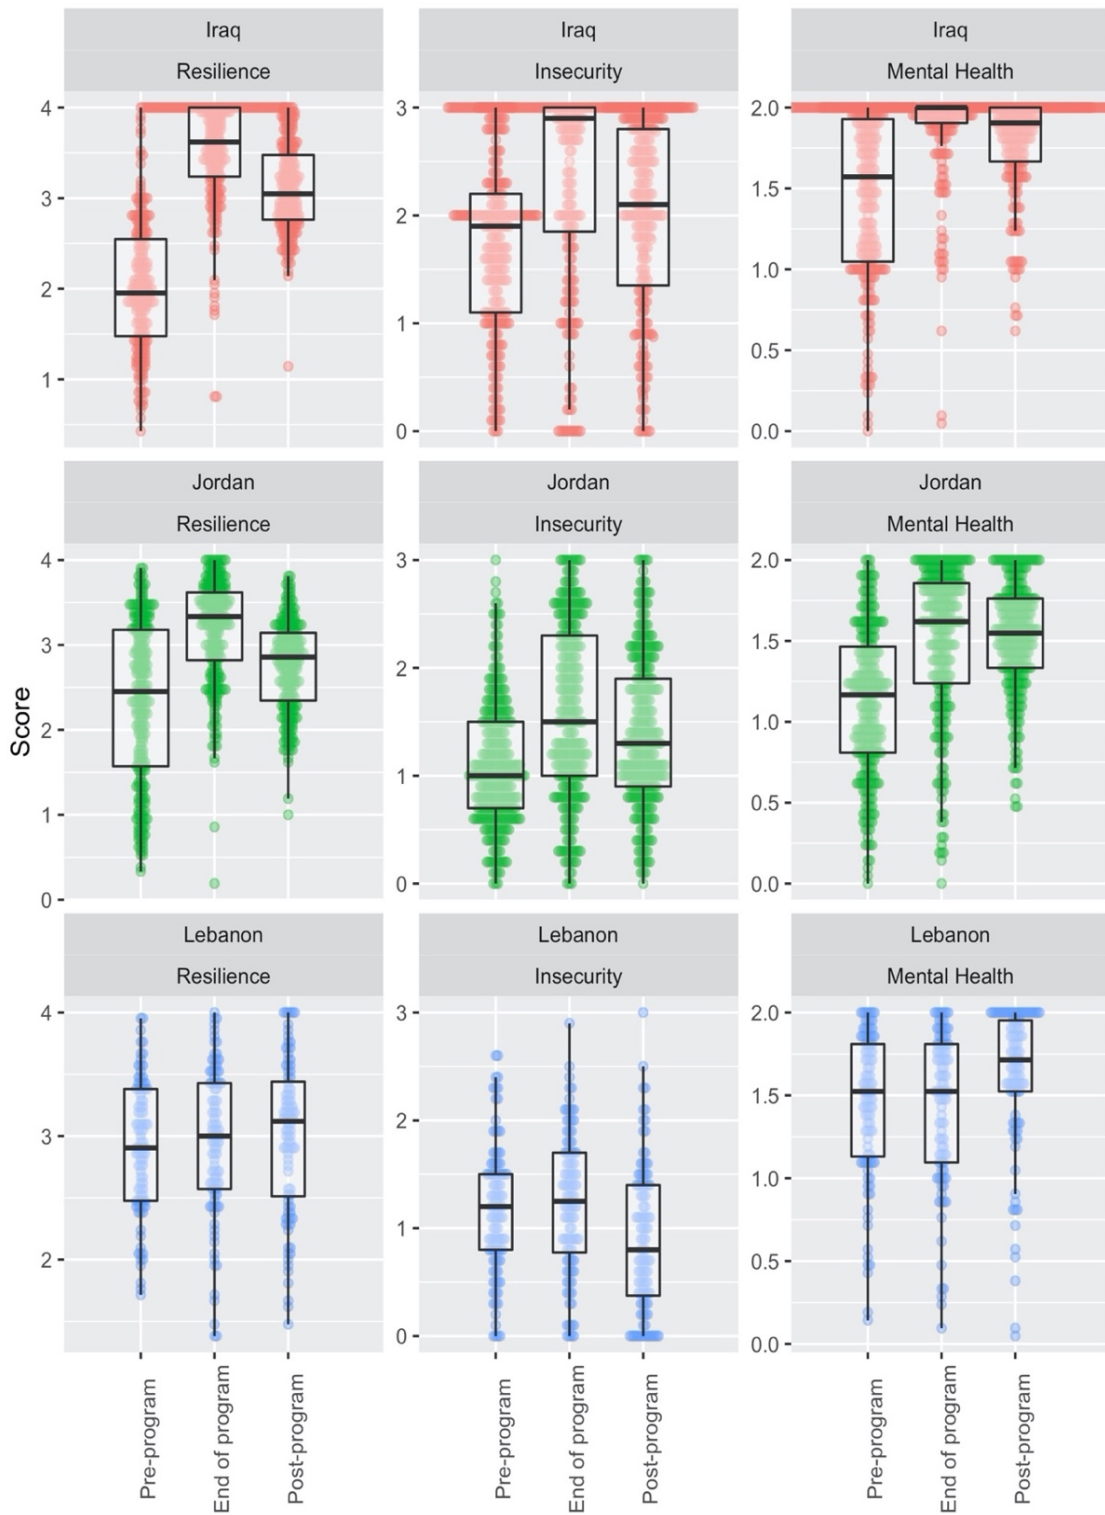 Iraq
Resilience
Iraq
Insecurity
Iraq
Mental Health
4
3
2
1
3
2
1
0
2.0
1.5
1.0
0.5
0.0
Jordan
Resilience
Jordan
Insecurity
Jordan
Mental Health
Score
4
3
2
1
0
3
2
1
0
2.0
1.5
1.0
0.5
0.0
Lebanon
Resilience
Lebanon
Insecurity
Lebanon
Mental Health
4
3
2
3
2
1
0
2.0
1.5
1.0
0.5
0.0
Pre-program
End of program
Post-program
Pre-program
End of program
Post-program
Pre-program
End of program
Post-program